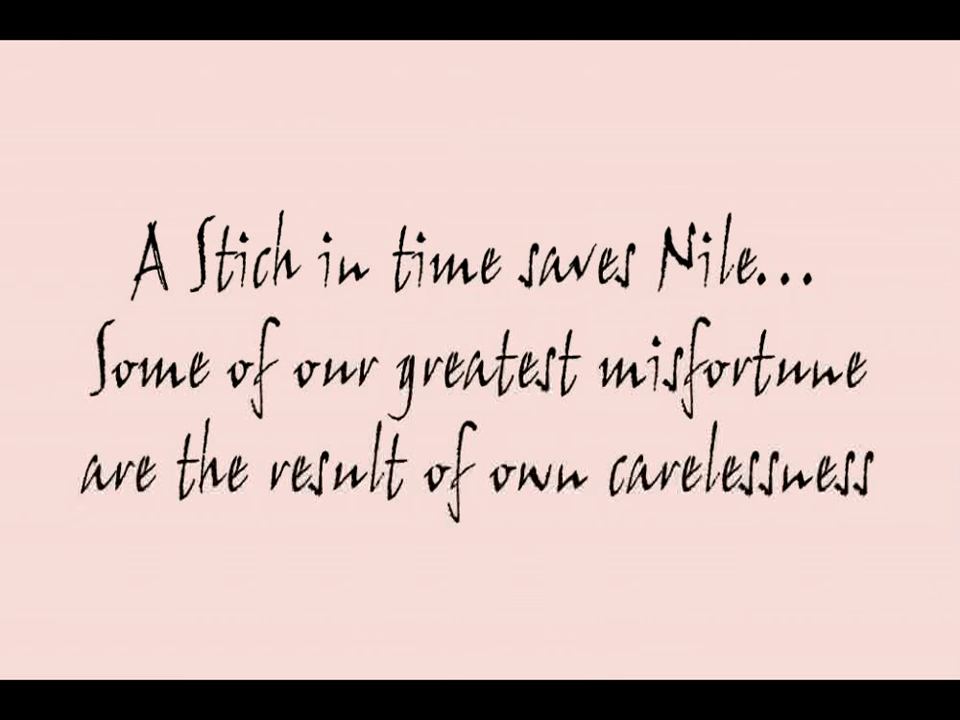 A Stich in time saves Nile...
Some of our greatest misfortune
are the result of own carelessness